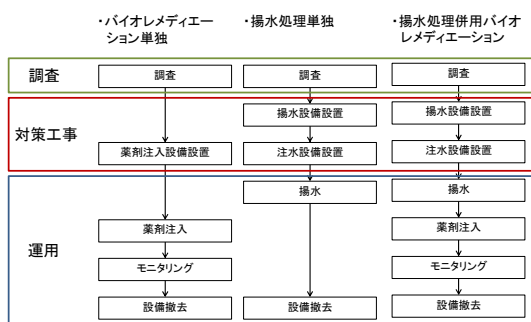 ・バイオレメディエー
ション単独
・揚水処理単独
・揚水処理併用バイオ
レメディエーション
調査
調査
調査
調査
対策工事
揚水設備設置
揚水設備設置
薬剤注入設備設置
注水設備設置
注水設備設置
運用
揚水
揚水
薬剤注入
薬剤注入
モニタリング
モニタリング
設備撤去
設備撤去
設備撤去